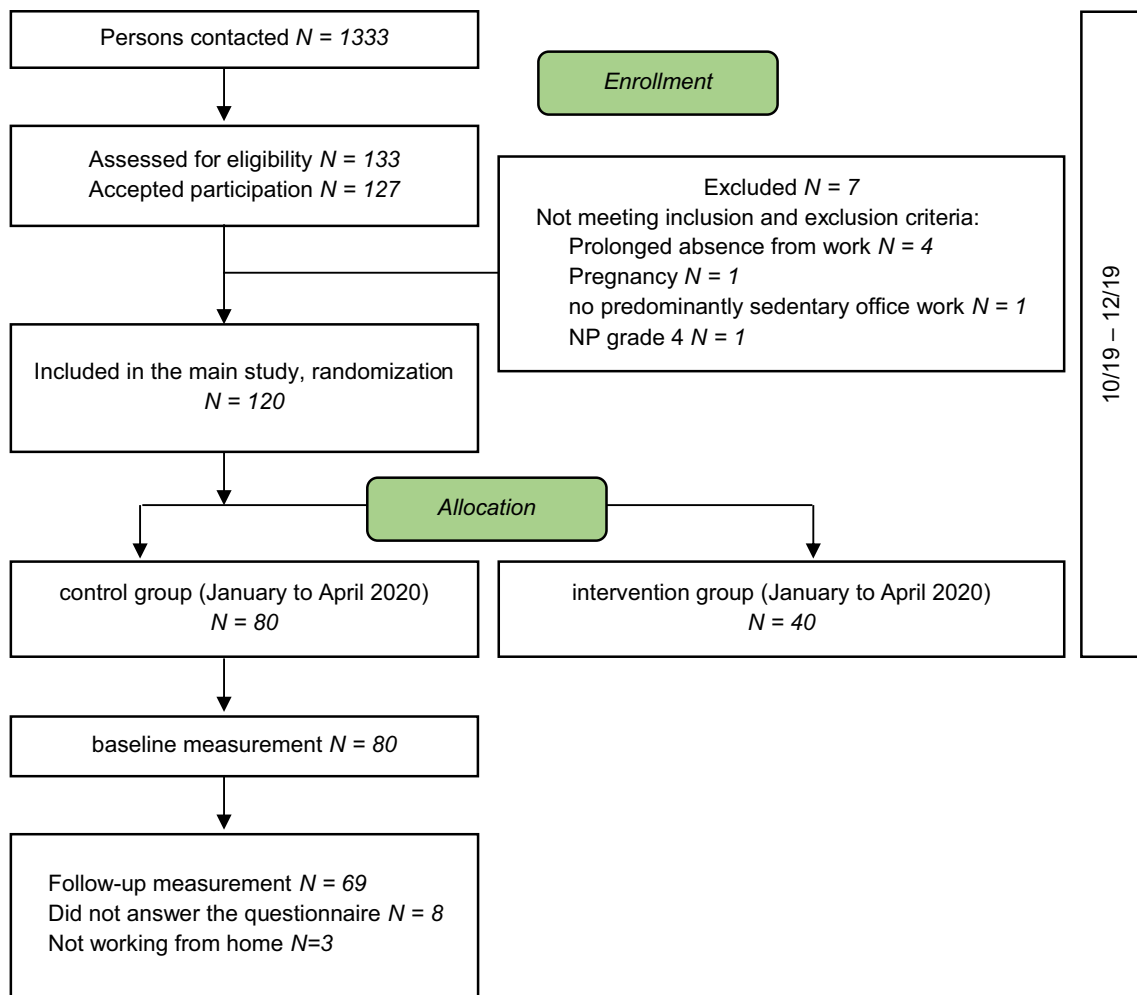 Persons contacted N = 1333
Enrollment
Assessed for eligibility N = 133
Accepted participation N = 127
Excluded N = 7
Not meeting inclusion and exclusion criteria:
Prolonged absence from work N = 4
Pregnancy N = 1
no predominantly sedentary office work N = 1
NP grade 4 N = 1
10/19 – 12/19
Included in the main study, randomization
N = 120
Allocation
control group (January to April 2020)
N = 80
intervention group (January to April 2020)
N = 40
baseline measurement N = 80
Follow-up measurement N = 69
Did not answer the questionnaire N = 8
Not working from home N=3